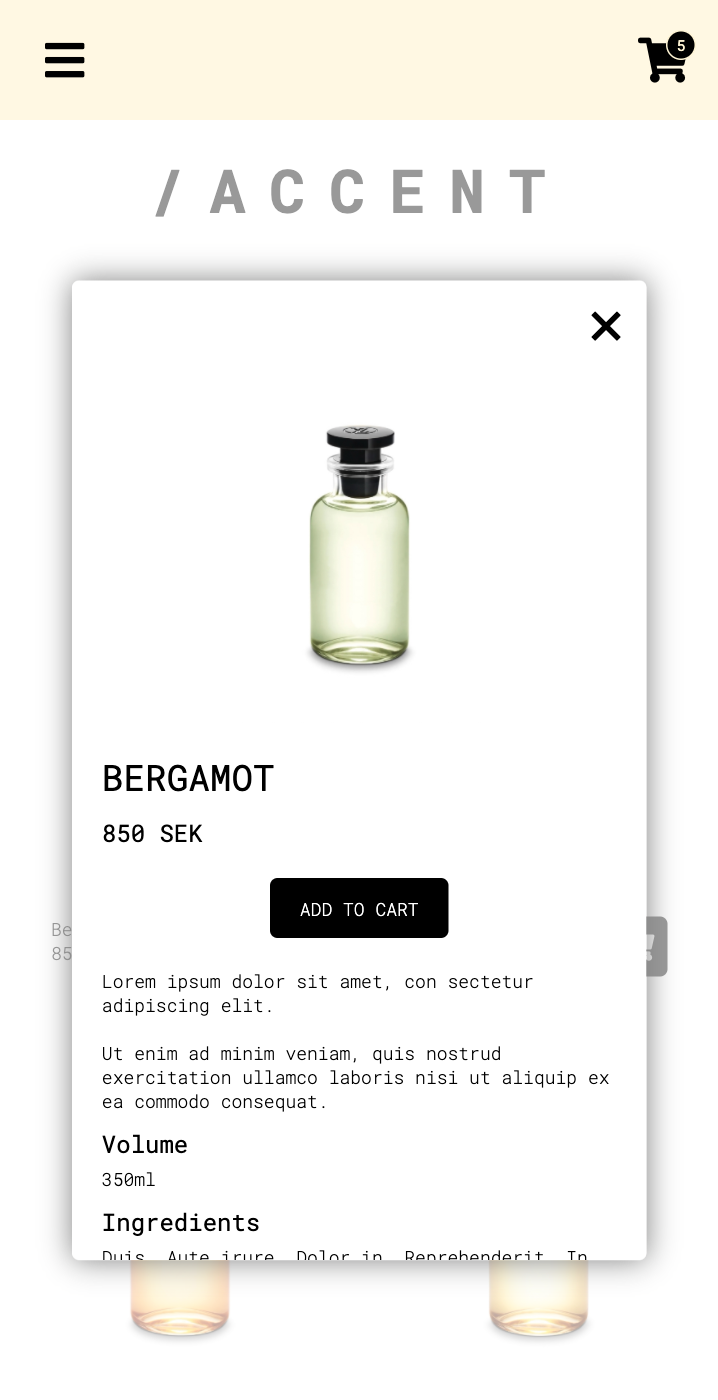 5
/ACCENT
BERGAMOT
850 SEK
ADD TO CART
Lorem ipsum dolor sit amet, con sectetur
adipiscing elit.
Ut enim ad minim veniam, quis nostrud
exercitation ullamco laboris nisi ut aliquip ex
ea commodo consequat.
Volume
350ml
Ingredients
Duis, Aute irure, Dolor in, Reprehenderit, In